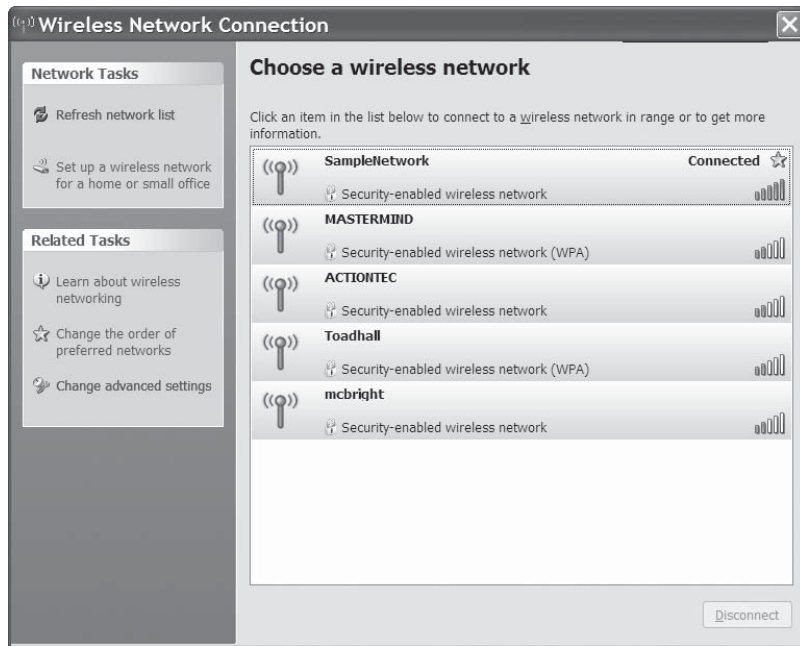 Wireless Network Connection
Network Tasks
Refresh network list
Set up a wireless network
for a home or small office
Related Tasks
Learn about wireless
networking
Change the order of
preferred networks
Change advanced settings
Choose a wireless network
Click an item in the list below to connect to a wireless network in range or to get more
information.
SampleNetwork Connected
Security-enabled wireless network
MASTERMIND
Security-enabled wireless network (WPA)
ACTIONTEC
Security-enabled wireless network
Toadhall
Security-enabled wireless network (WPA)
mcbright
Security-enabled wireless network
Disconnect